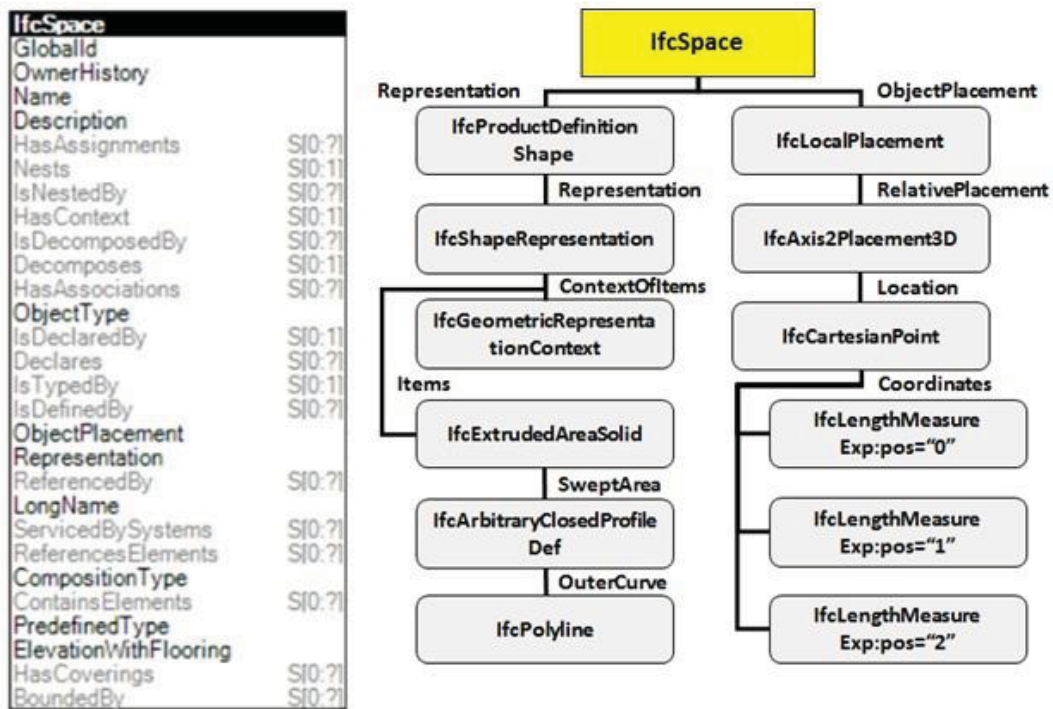 IfcSpace
GlobalId
OwnerHistory
Name
Description
HasAssignments S[0:?]
Nests S[0:1]
IsNestedBy S[0:?]
HasContext S[0:1]
IsDecomposedBy S[0:?]
Decomposes S[0:1]
HasAssociations S[0:?]
ObjectType
IsDeclaredBy S[0:1]
Declares S[0:?]
IsTypedBy S[0:1]
IsDefinedBy S[0:?]
ObjectPlacement
Representation
ReferencedBy S[0:?]
LongName
ServicedBySystems S[0:?]
ReferencesElements S[0:?]
CompositionType
ContainsElements S[0:?]
PredefinedType
ElevationWithFlooring
HasCoverings S[0:?]
BoundedBy S[0:?]
IfcSpace
Representation
IfcProductDefinition
Shape
Representation
IfcShapeRepresentation
ContextOfItems
IfcGeometricRepresenta
tionContext
Items
IfcExtrudedAreaSolid
SweptArea
IfcArbitraryClosedProfile
Def
OuterCurve
IfcPolyline
ObjectPlacement
IfcLocalPlacement
RelativePlacement
IfcAxis2Placement3D
Location
IfcCartesianPoint
Coordinates
IfcLengthMeasure
Exp:pos=“0”
IfcLengthMeasure
Exp:pos=“1”
IfcLengthMeasure
Exp:pos=“2”